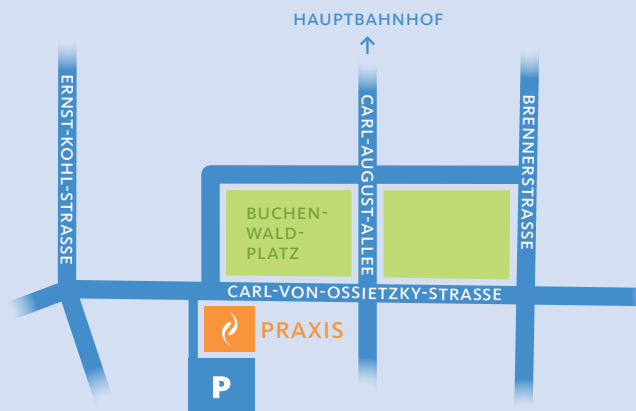 HAUPTBAHNHOF
ERNST-KOHL-STRASSE
CARL-AUGUST-ALLEE
BRENNERSTRASSE
BUCHEN-
WALD-
PLATZ
CARL-VON-OSSIETZKY-STRASSE
PRAXIS
P